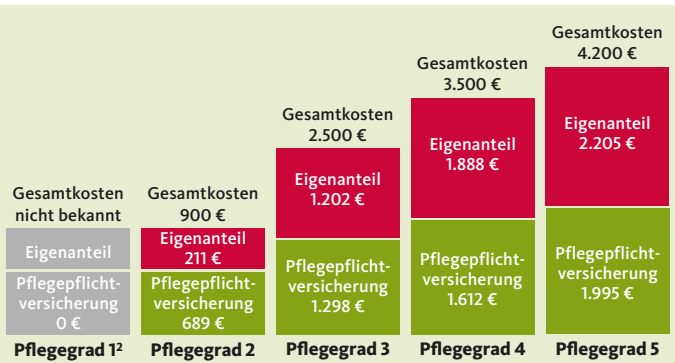 Gesamtkosten
nicht bekannt
Eigenanteil
Pflegepflicht-
versicherung
0 €
Pflegegrad 1²
Gesamtkosten
900 €
Eigenanteil
211 €
Pflegepflicht-
versicherung
689 €
Pflegegrad 2
Gesamtkosten
2.500 €
Eigenanteil
1.202 €
Pflegepflicht-
versicherung
1.298 €
Pflegegrad 3
Gesamtkosten
3.500 €
Eigenanteil
1.888 €
Pflegepflicht-
versicherung
1.612 €
Pflegegrad 4
Gesamtkosten
4.200 €
Eigenanteil
2.205 €
Pflegepflicht-
versicherung
1.995 €
Pflegegrad 5